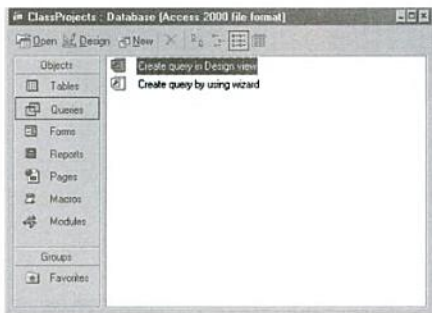 ClassProjects : Database (Access 2000 file format)
Open Design New
Objects
Tables
Queries
Forms
Reports
Pages
Macros
Modules
Groups
Favorites
Create query in Design view
Create query by using wizard